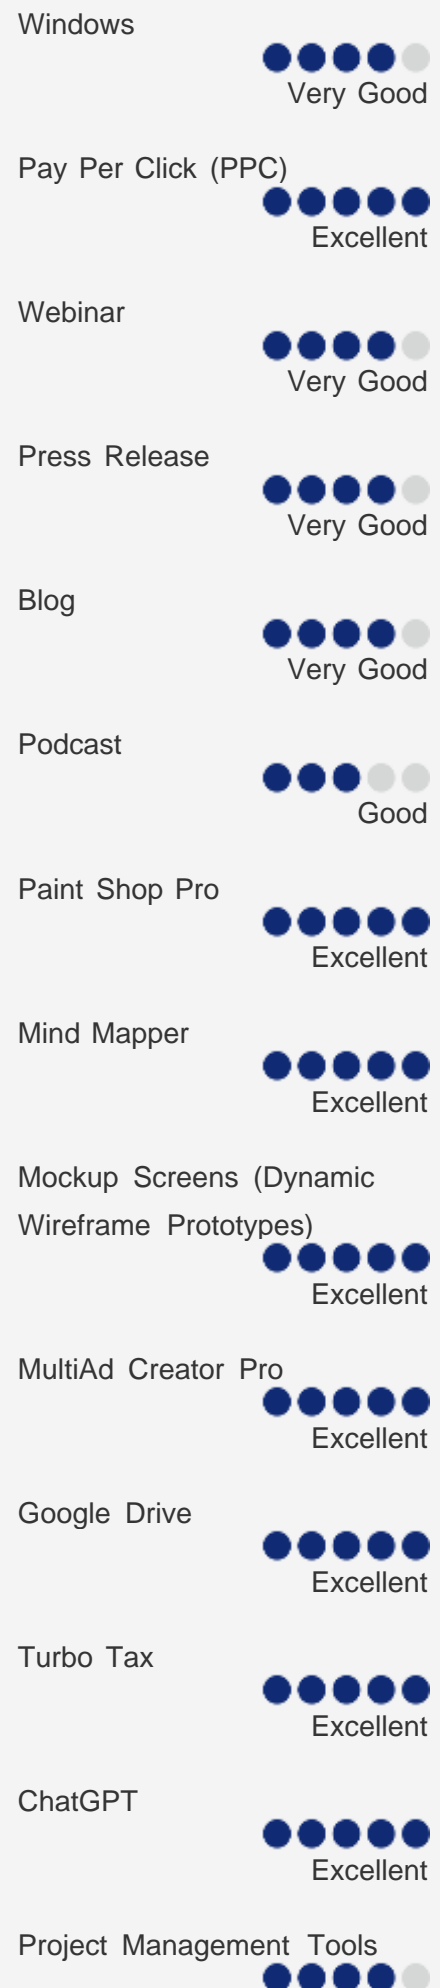 Windows
Very Good
Pay Per Click (PPC)
Excellent
Webinar
Very Good
Press Release
Very Good
Blog
Very Good
Podcast
Good
Paint Shop Pro
Excellent
Mind Mapper
Excellent
Mockup Screens (Dynamic
Wireframe Prototypes)
Excellent
MultiAd Creator Pro
Excellent
Google Drive
Excellent
Turbo Tax
Excellent
ChatGPT
Excellent
Project Management Tools